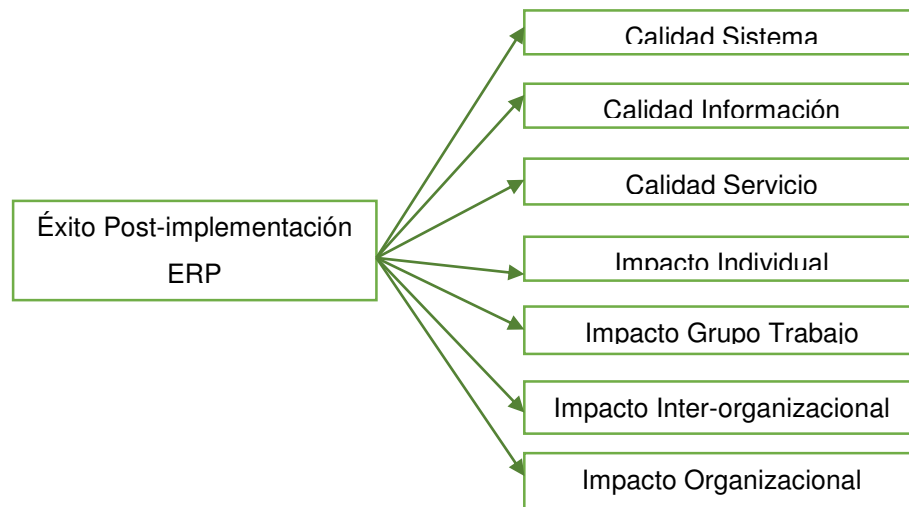 Calidad Sistema
Calidad Información
Calidad Servicio
Éxito Post-implementación
ERP
Impacto Individual
Impacto Grupo Trabajo
Impacto Inter-organizacional
Impacto Organizacional